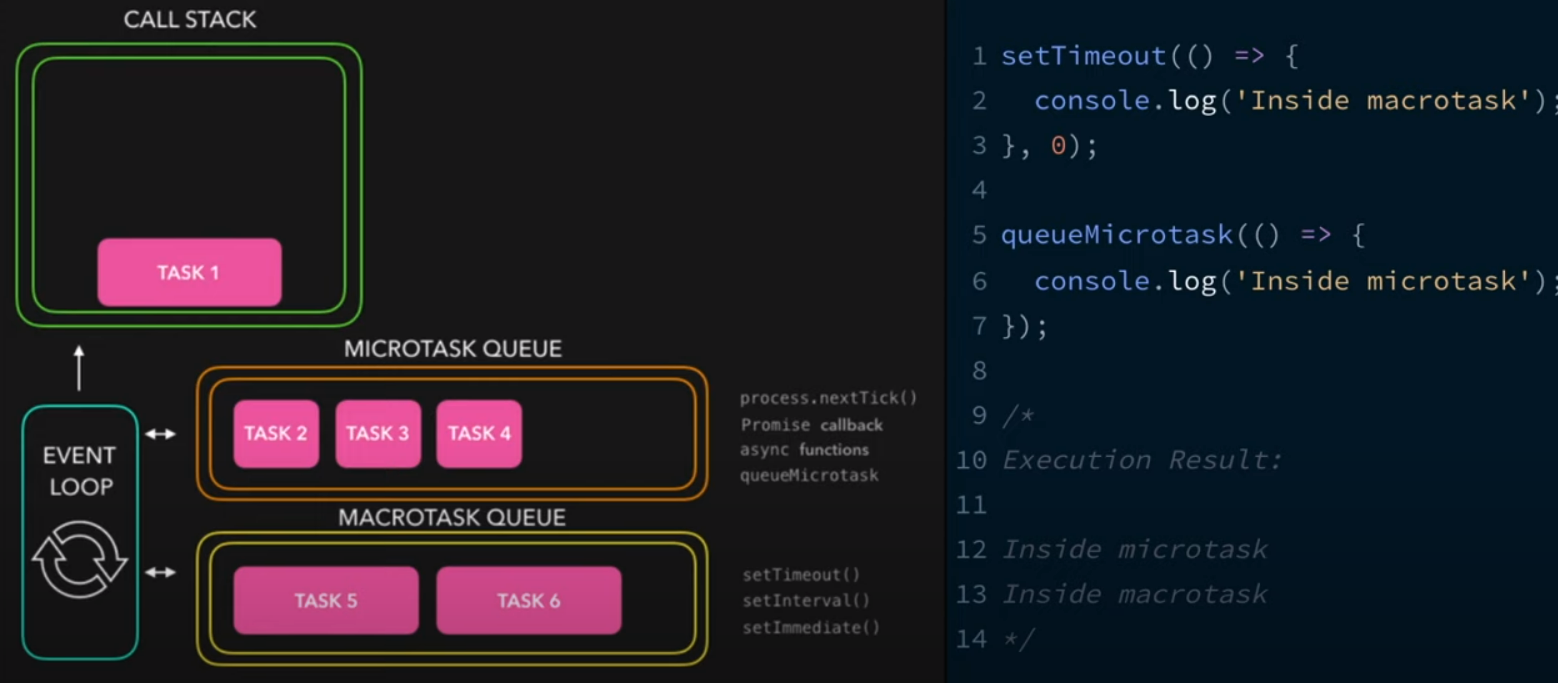 CALL STACK
TASK 1
MICROTASK QUEUE
TASK 2 TASK 3 TASK 4
process.nextTick()
Promise callback
async functions
queueMicrotask
EVENT
LOOP
MACROTASK QUEUE
TASK 5 TASK 6
setTimeout()
setInterval()
setImmediate()
1 setTimeout(() => {
2   console.log('Inside macrotask');
3 }, 0);
4
5 queueMicrotask(() => {
6   console.log('Inside microtask');
7 });
8
9 /*
10 Execution Result:
11
12 Inside microtask
13 Inside macrotask
14 */